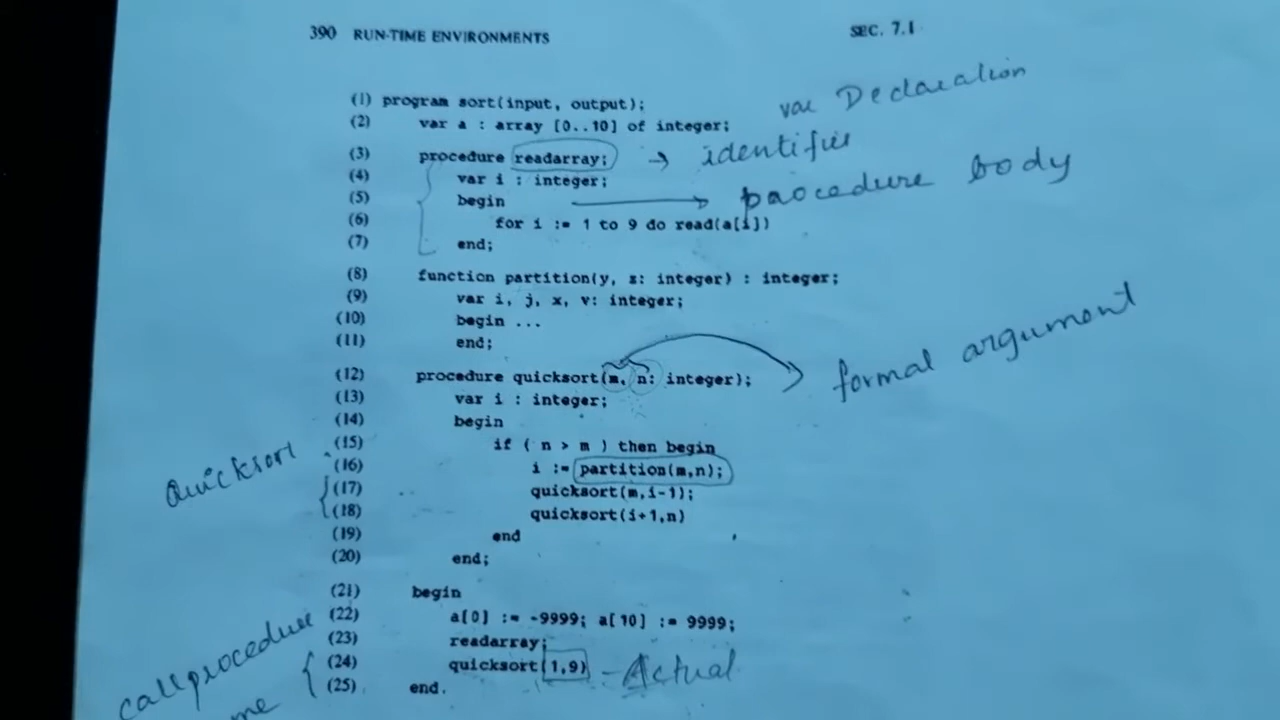 390 RUN-TIME ENVIRONMENTS SEC. 7.1
(1) program sort(input, output);
(2) var a : array [0..10] of integer; var Declaration
(3) procedure readarray; → identifier
(4) var i : integer;
(5) begin → procedure body
(6) for i := 1 to 9 do read(a[i])
(7) end;
(8) function partition(y, z: integer) : integer;
(9) var i, j, x, v: integer;
(10) begin ...
(11) end;
(12) procedure quicksort(m, n: integer); formal argument
(13) var i : integer;
(14) begin
(15) if ( n > m ) then begin
Quicksort (16) i := partition(m,n);
(17) quicksort(m,i-1);
(18) quicksort(i+1,n)
(19) end
(20) end;
(21) begin
(22) a[0] := -9999; a[10] := 9999;
call procedure (23) readarray;
(24) quicksort(1,9) - Actual
(25) end.